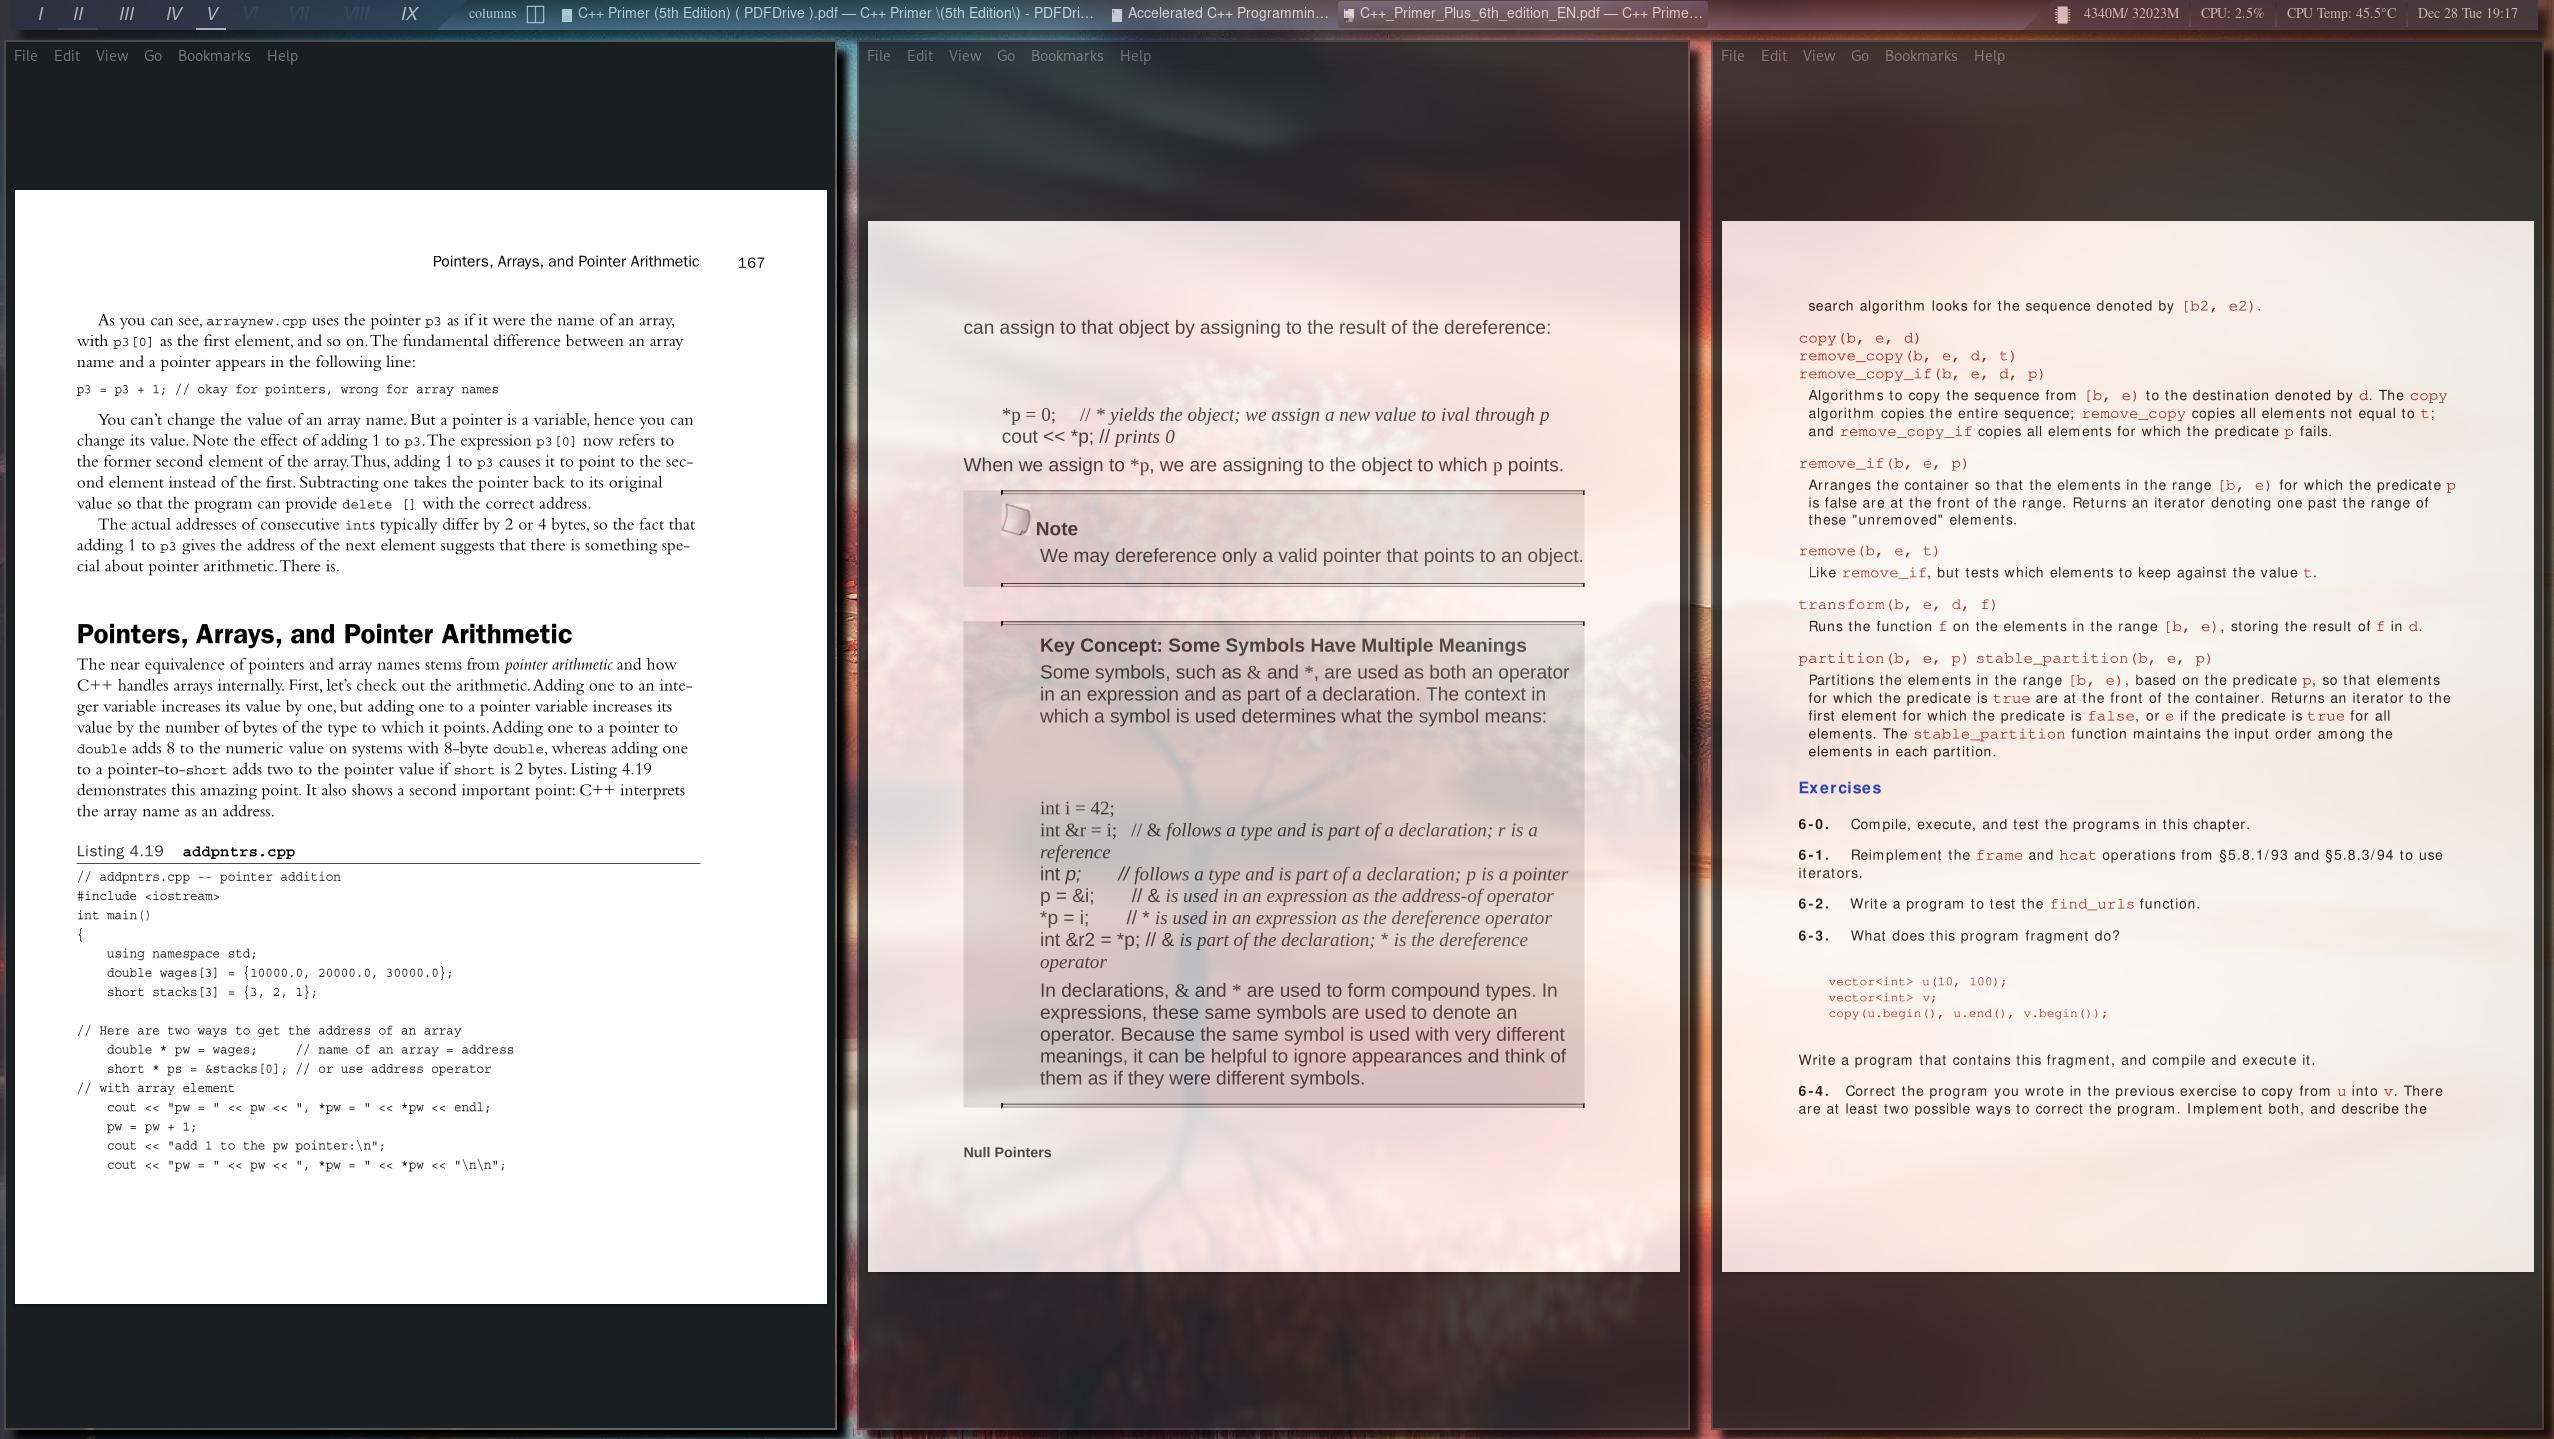 I II III IV V VI VII VIII IX columns C++ Primer (5th Edition) ( PDFDrive ).pdf — C++ Primer \(5th Edition\) - PDFDri… Accelerated C++ Programmin… C++_Primer_Plus_6th_edition_EN.pdf — C++ Prime… 4340M/ 32023M CPU: 2.5% CPU Temp: 45.5°C Dec 28 Tue 19:17
File Edit View Go Bookmarks Help
Pointers, Arrays, and Pointer Arithmetic 167
As you can see, arraynew.cpp uses the pointer p3 as if it were the name of an array,
with p3[0] as the first element, and so on. The fundamental difference between an array
name and a pointer appears in the following line:
p3 = p3 + 1; // okay for pointers, wrong for array names
You can't change the value of an array name. But a pointer is a variable, hence you can
change its value. Note the effect of adding 1 to p3. The expression p3[0] now refers to
the former second element of the array. Thus, adding 1 to p3 causes it to point to the sec-
ond element instead of the first. Subtracting one takes the pointer back to its original
value so that the program can provide delete [] with the correct address.
The actual addresses of consecutive ints typically differ by 2 or 4 bytes, so the fact that
adding 1 to p3 gives the address of the next element suggests that there is something spe-
cial about pointer arithmetic. There is.
Pointers, Arrays, and Pointer Arithmetic
The near equivalence of pointers and array names stems from pointer arithmetic and how
C++ handles arrays internally. First, let's check out the arithmetic. Adding one to an inte-
ger variable increases its value by one, but adding one to a pointer variable increases its
value by the number of bytes of the type to which it points. Adding one to a pointer to
double adds 8 to the numeric value on systems with 8-byte double, whereas adding one
to a pointer-to-short adds two to the pointer value if short is 2 bytes. Listing 4.19
demonstrates this amazing point. It also shows a second important point: C++ interprets
the array name as an address.
Listing 4.19 addpntrs.cpp
// addpntrs.cpp -- pointer addition
#include <iostream>
int main()
{
using namespace std;
double wages[3] = {10000.0, 20000.0, 30000.0};
short stacks[3] = {3, 2, 1};
// Here are two ways to get the address of an array
double * pw = wages; // name of an array = address
short * ps = &stacks[0]; // or use address operator
// with array element
cout << "pw = " << pw << ", *pw = " << *pw << endl;
pw = pw + 1;
cout << "add 1 to the pw pointer:\n";
cout << "pw = " << pw << ", *pw = " << *pw << "\n\n";
File Edit View Go Bookmarks Help
can assign to that object by assigning to the result of the dereference:
*p = 0; // * yields the object; we assign a new value to ival through p
cout << *p; // prints 0
When we assign to *p, we are assigning to the object to which p points.
Note
We may dereference only a valid pointer that points to an object.
Key Concept: Some Symbols Have Multiple Meanings
Some symbols, such as & and *, are used as both an operator
in an expression and as part of a declaration. The context in
which a symbol is used determines what the symbol means:
int i = 42;
int &r = i; // & follows a type and is part of a declaration; r is a
reference
int p; // follows a type and is part of a declaration; p is a pointer
p = &i; // & is used in an expression as the address-of operator
*p = i; // * is used in an expression as the dereference operator
int &r2 = *p; // & is part of the declaration; * is the dereference
operator
In declarations, & and * are used to form compound types. In
expressions, these same symbols are used to denote an
operator. Because the same symbol is used with very different
meanings, it can be helpful to ignore appearances and think of
them as if they were different symbols.
Null Pointers
File Edit View Go Bookmarks Help
search algorithm looks for the sequence denoted by [b2, e2).
copy(b, e, d)
remove_copy(b, e, d, t)
remove_copy_if(b, e, d, p)
Algorithms to copy the sequence from [b, e) to the destination denoted by d. The copy
algorithm copies the entire sequence; remove_copy copies all elements not equal to t;
and remove_copy_if copies all elements for which the predicate p fails.
remove_if(b, e, p)
Arranges the container so that the elements in the range [b, e) for which the predicate p
is false are at the front of the range. Returns an iterator denoting one past the range of
these "unremoved" elements.
remove(b, e, t)
Like remove_if, but tests which elements to keep against the value t.
transform(b, e, d, f)
Runs the function f on the elements in the range [b, e), storing the result of f in d.
partition(b, e, p) stable_partition(b, e, p)
Partitions the elements in the range [b, e), based on the predicate p, so that elements
for which the predicate is true are at the front of the container. Returns an iterator to the
first element for which the predicate is false, or e if the predicate is true for all
elements. The stable_partition function maintains the input order among the
elements in each partition.
Exercises
6-0. Compile, execute, and test the programs in this chapter.
6-1. Reimplement the frame and hcat operations from §5.8.1/93 and §5.8.3/94 to use
iterators.
6-2. Write a program to test the find_urls function.
6-3. What does this program fragment do?
vector<int> u(10, 100);
vector<int> v;
copy(u.begin(), u.end(), v.begin());
Write a program that contains this fragment, and compile and execute it.
6-4. Correct the program you wrote in the previous exercise to copy from u into v. There
are at least two possible ways to correct the program. Implement both, and describe the